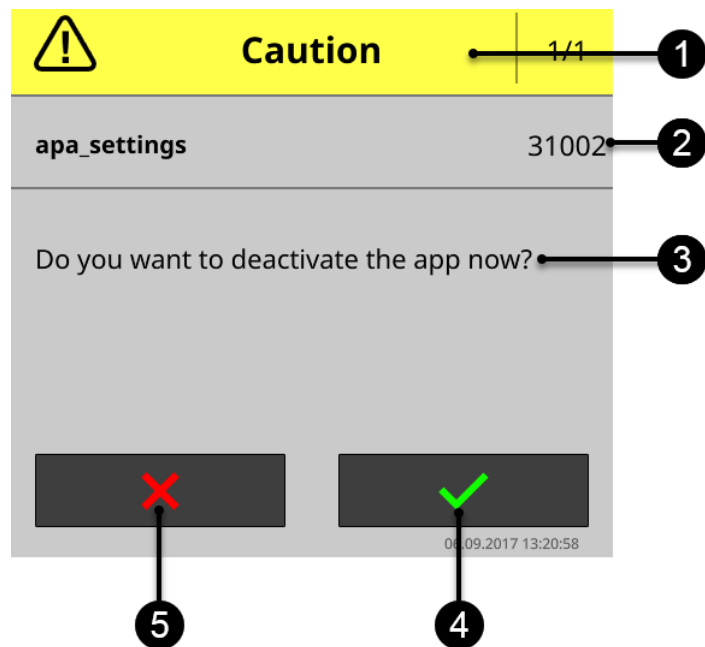 Caution 1/1 1
apa_settings 31002 2
Do you want to deactivate the app now? 3
06.09.2017 13:20:58
5 4